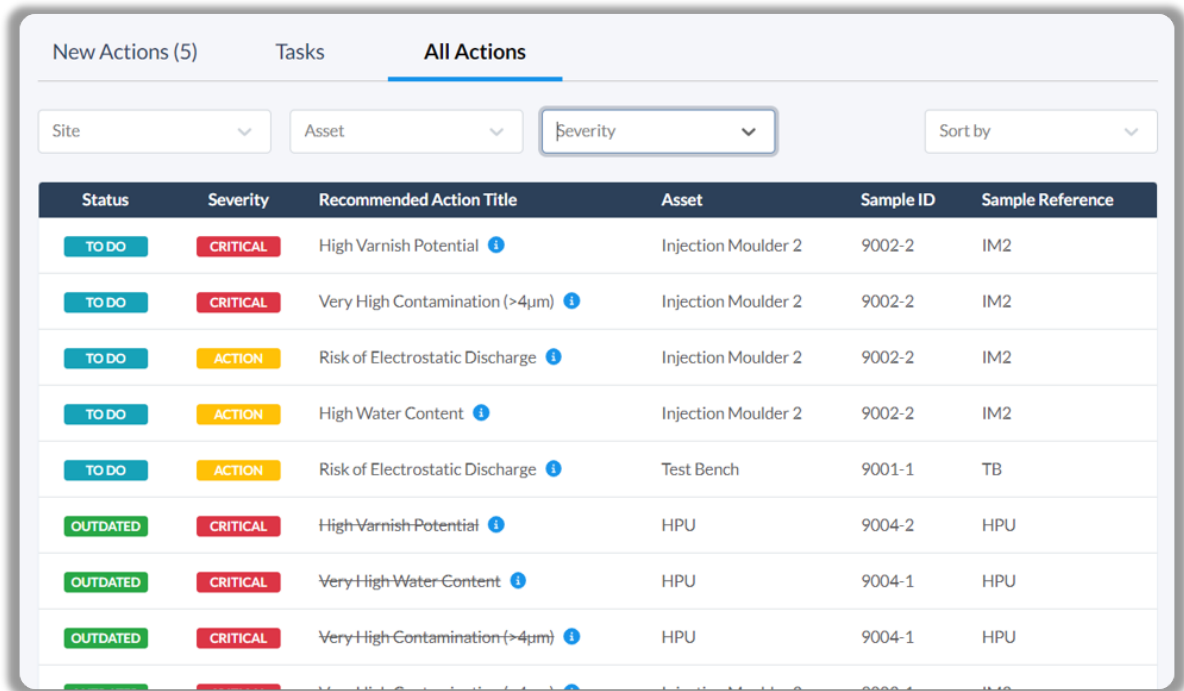 New Actions (5) Tasks All Actions
Site Asset Severity Sort by
Status Severity Recommended Action Title Asset Sample ID Sample Reference
TO DO CRITICAL High Varnish Potential Injection Moulder 2 9002-2 IM2
TO DO CRITICAL Very High Contamination (>4μm) Injection Moulder 2 9002-2 IM2
TO DO ACTION Risk of Electrostatic Discharge Injection Moulder 2 9002-2 IM2
TO DO ACTION High Water Content Injection Moulder 2 9002-2 IM2
TO DO ACTION Risk of Electrostatic Discharge Test Bench 9001-1 TB
OUTDATED CRITICAL High Varnish Potential HPU 9004-2 HPU
OUTDATED CRITICAL Very High Water Content HPU 9004-1 HPU
OUTDATED CRITICAL Very High Contamination (>4μm) HPU 9004-1 HPU